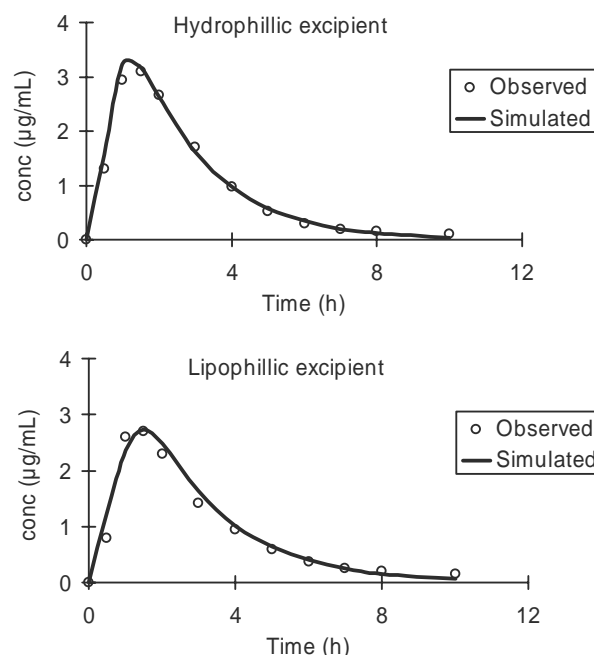 Hydrophillic excipient
4
3
2
1
0
conc (µg/mL)
Observed
Simulated
0
4
8
12
Time (h)
Lipophillic excipient
4
3
2
1
0
conc (µg/mL)
Observed
Simulated
0
4
8
12
Time (h)